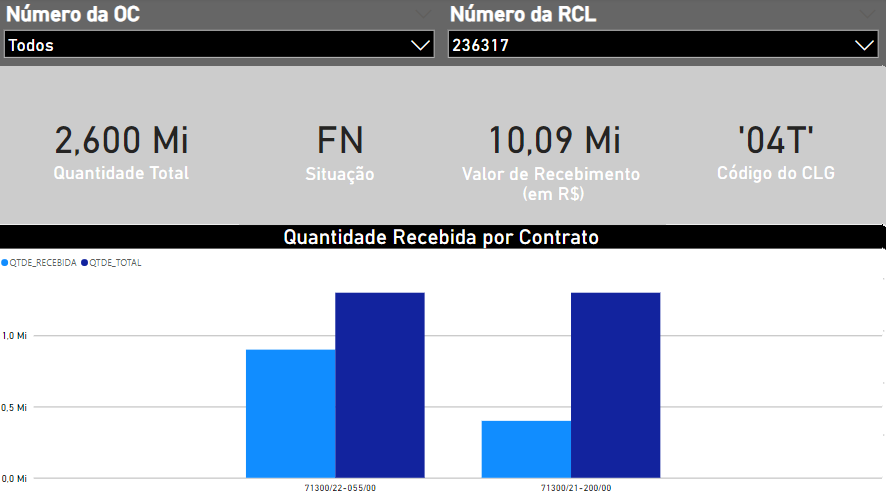 Número da OC
Número da RCL
Todos
236317
2,600 Mi
FN
10,09 Mi
'04T'
Quantidade Total
Situação
Valor de Recebimento
(em R$)
Código do CLG
Quantidade Recebida por Contrato
QTDE_RECEBIDA QTDE_TOTAL
1,0 Mi
0,5 Mi
0,0 Mi
71300/22-055/00
71300/21-200/00